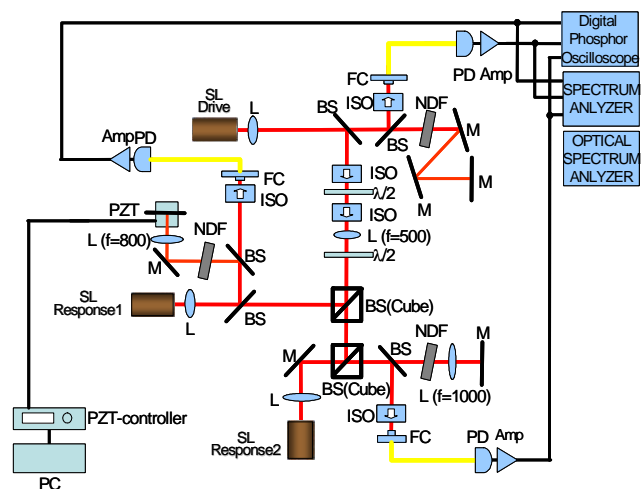 Digital
Phosphor
Oscilloscope
PD Amp
FC
SPECTRUM
ANLYZER
SL
Drive
L
BS
ISO
NDF
M
BS
OPTICAL
SPECTRUM
ANLYZER
AmpPD
FC
ISO
ISO
λ/2
M
M
PZT
ISO
L (f=800)
NDF
L (f=500)
M
BS
λ/2
SL
Response1
L
BS
BS(Cube)
NDF
M
M
BS
BS(Cube)
L (f=1000)
L
ISO
PZT-controller
SL
Response2
FC
PD Amp
PC